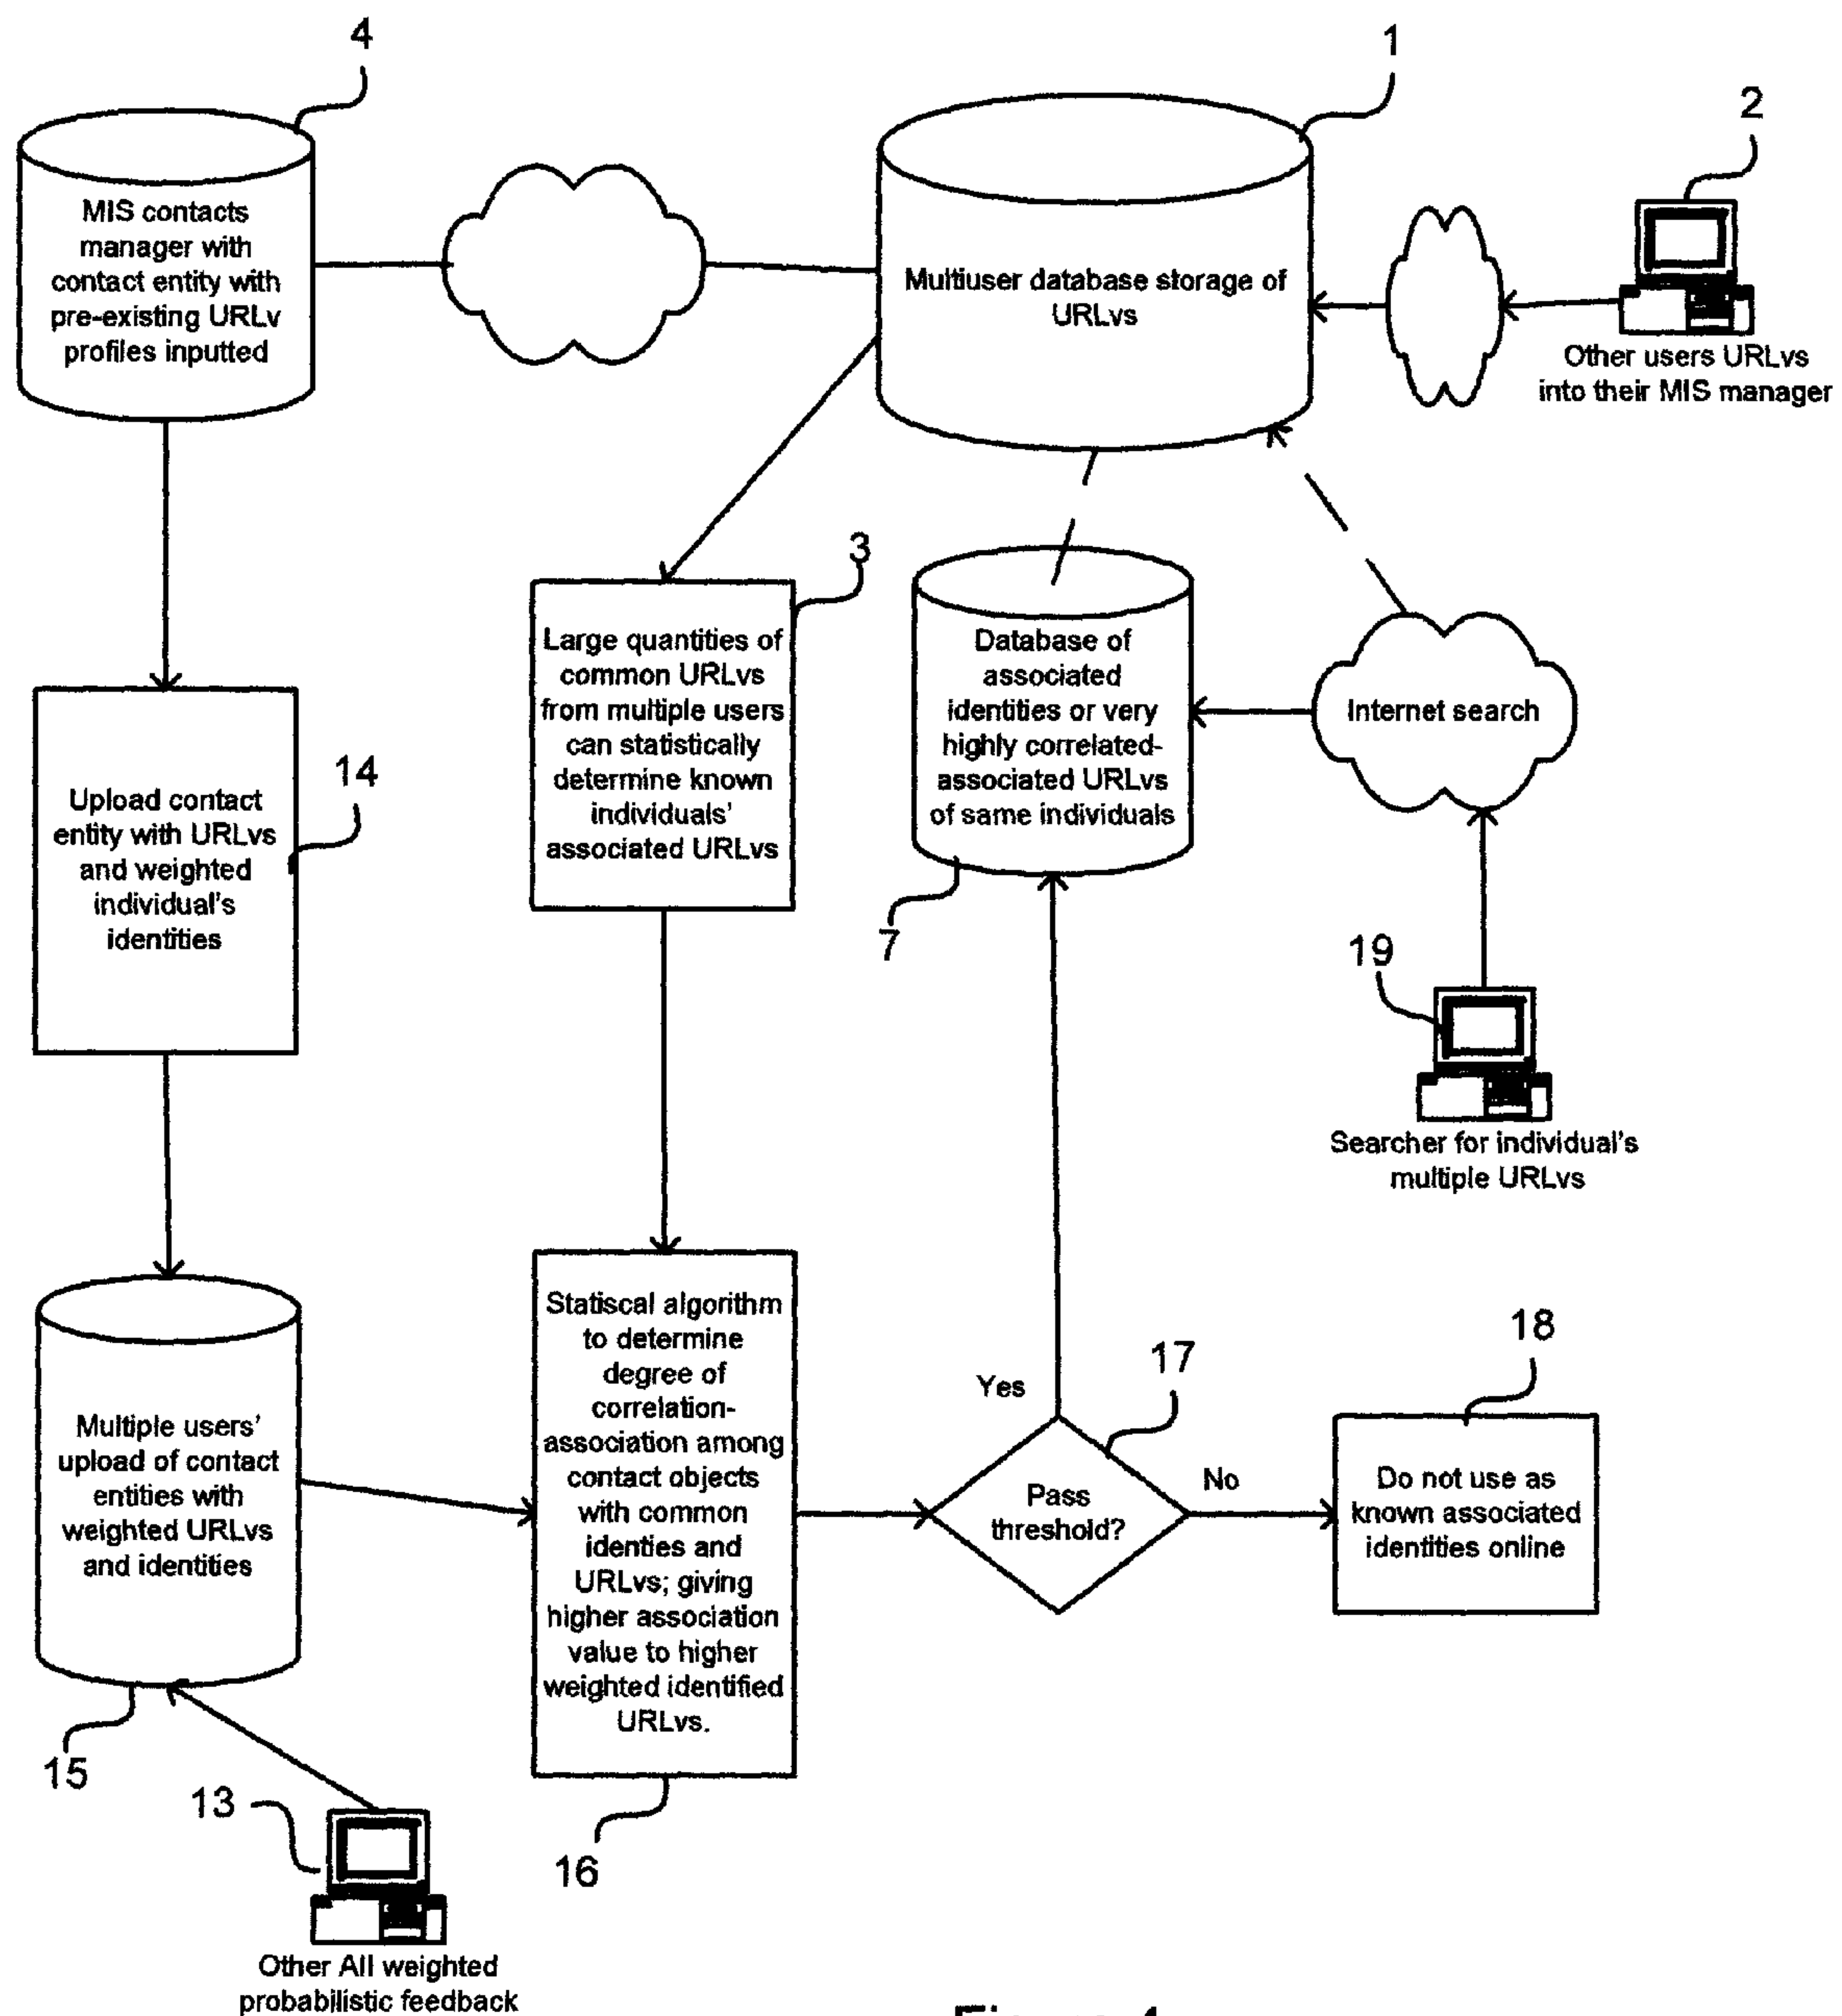 4
1
2
MIS contacts
manager with
contact entity with
pre-existing URLv
profiles inputted
Multiuser database storage of
URLvs
Other users URLvs
into their MIS manager
3
Large quantities of
common URLvs
from multiple users
can statistically
determine known
individuals'
associated URLvs
Database of
associated
identities or very
highly correlated-
associated URLvs
of same individuals
7
Internet search
14
Upload contact
entity with URLvs
and weighted
individual's
identities
19
Searcher for individual's
multiple URLvs
Statiscal algorithm
to determine
degree of
correlation-
association among
contact objects
with common
identies and
URLvs; giving
higher association
value to higher
weighted identified
URLvs.
16
Multiple users'
upload of contact
entities with
weighted URLvs
and identities
15
Yes
17
Pass
threshold?
No
18
Do not use as
known associated
identities online
13
Other All weighted
probabilistic feedback